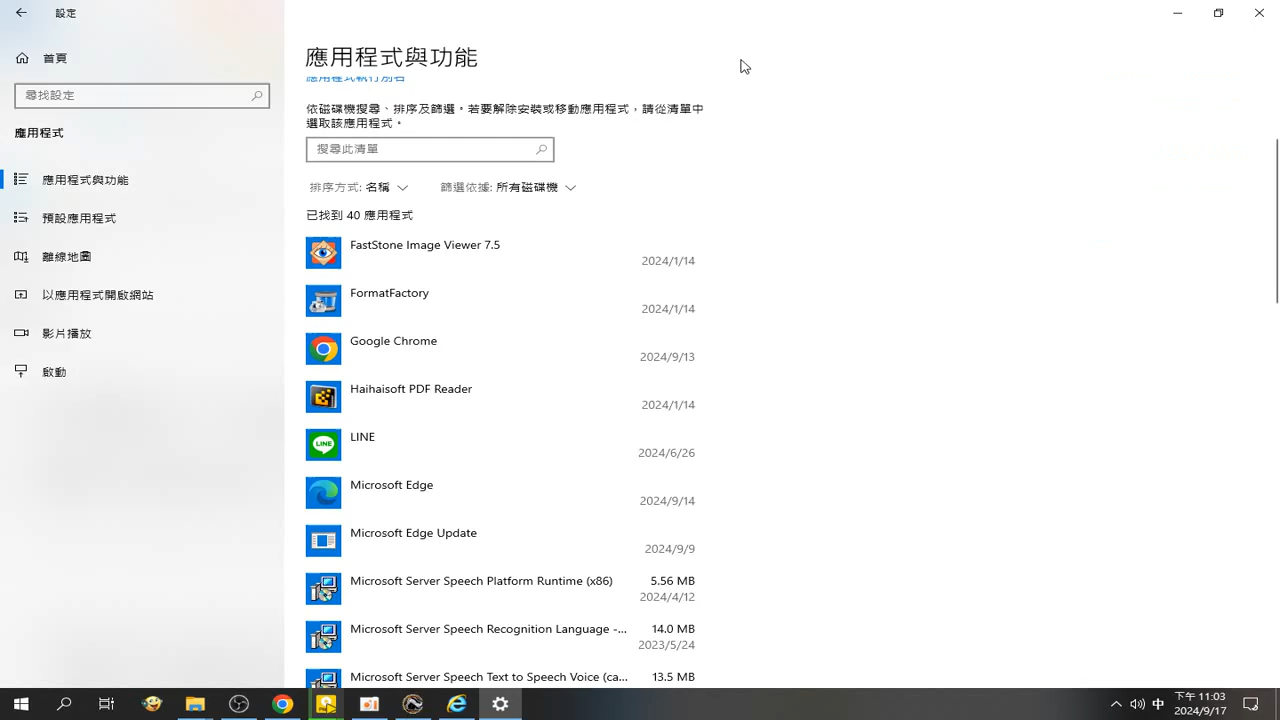 設定
首頁
尋找設定
應用程式
應用程式與功能
預設應用程式
離線地圖
以應用程式開啟網站
影片播放
啟動
應用程式與功能
應用程式執行別名
依磁碟機搜尋、排序及篩選。若要解除安裝或移動應用程式，請從清單中
選取該應用程式。
搜尋此清單
排序方式: 名稱 篩選依據: 所有磁碟機
已找到 40 應用程式
FastStone Image Viewer 7.5
2024/1/14
FormatFactory
2024/1/14
Google Chrome
2024/9/13
Haihaisoft PDF Reader
2024/1/14
LINE
2024/6/26
Microsoft Edge
2024/9/14
Microsoft Edge Update
2024/9/9
Microsoft Server Speech Platform Runtime (x86) 5.56 MB
2024/4/12
Microsoft Server Speech Recognition Language -... 14.0 MB
2023/5/24
Microsoft Server Speech Text to Speech Voice (ca... 13.5 MB
中
下午 11:03
2024/9/17